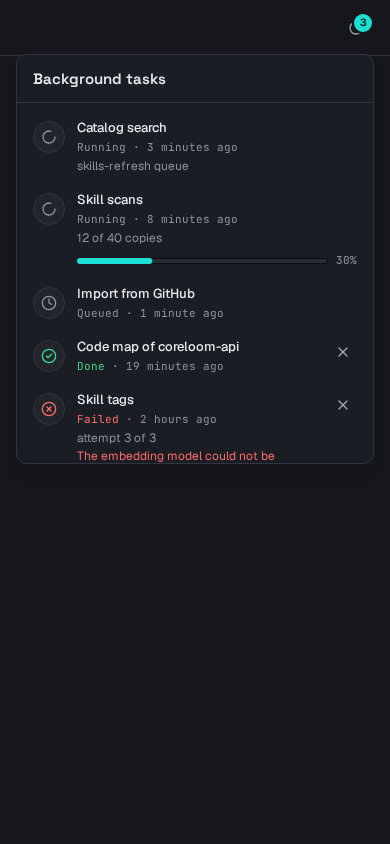 3
Background tasks
Catalog search
Running · 3 minutes ago
skills-refresh queue
Skill scans
Running · 8 minutes ago
12 of 40 copies
30%
Import from GitHub
Queued · 1 minute ago
Code map of coreloom-api
Done · 19 minutes ago
Skill tags
Failed · 2 hours ago
attempt 3 of 3
The embedding model could not be